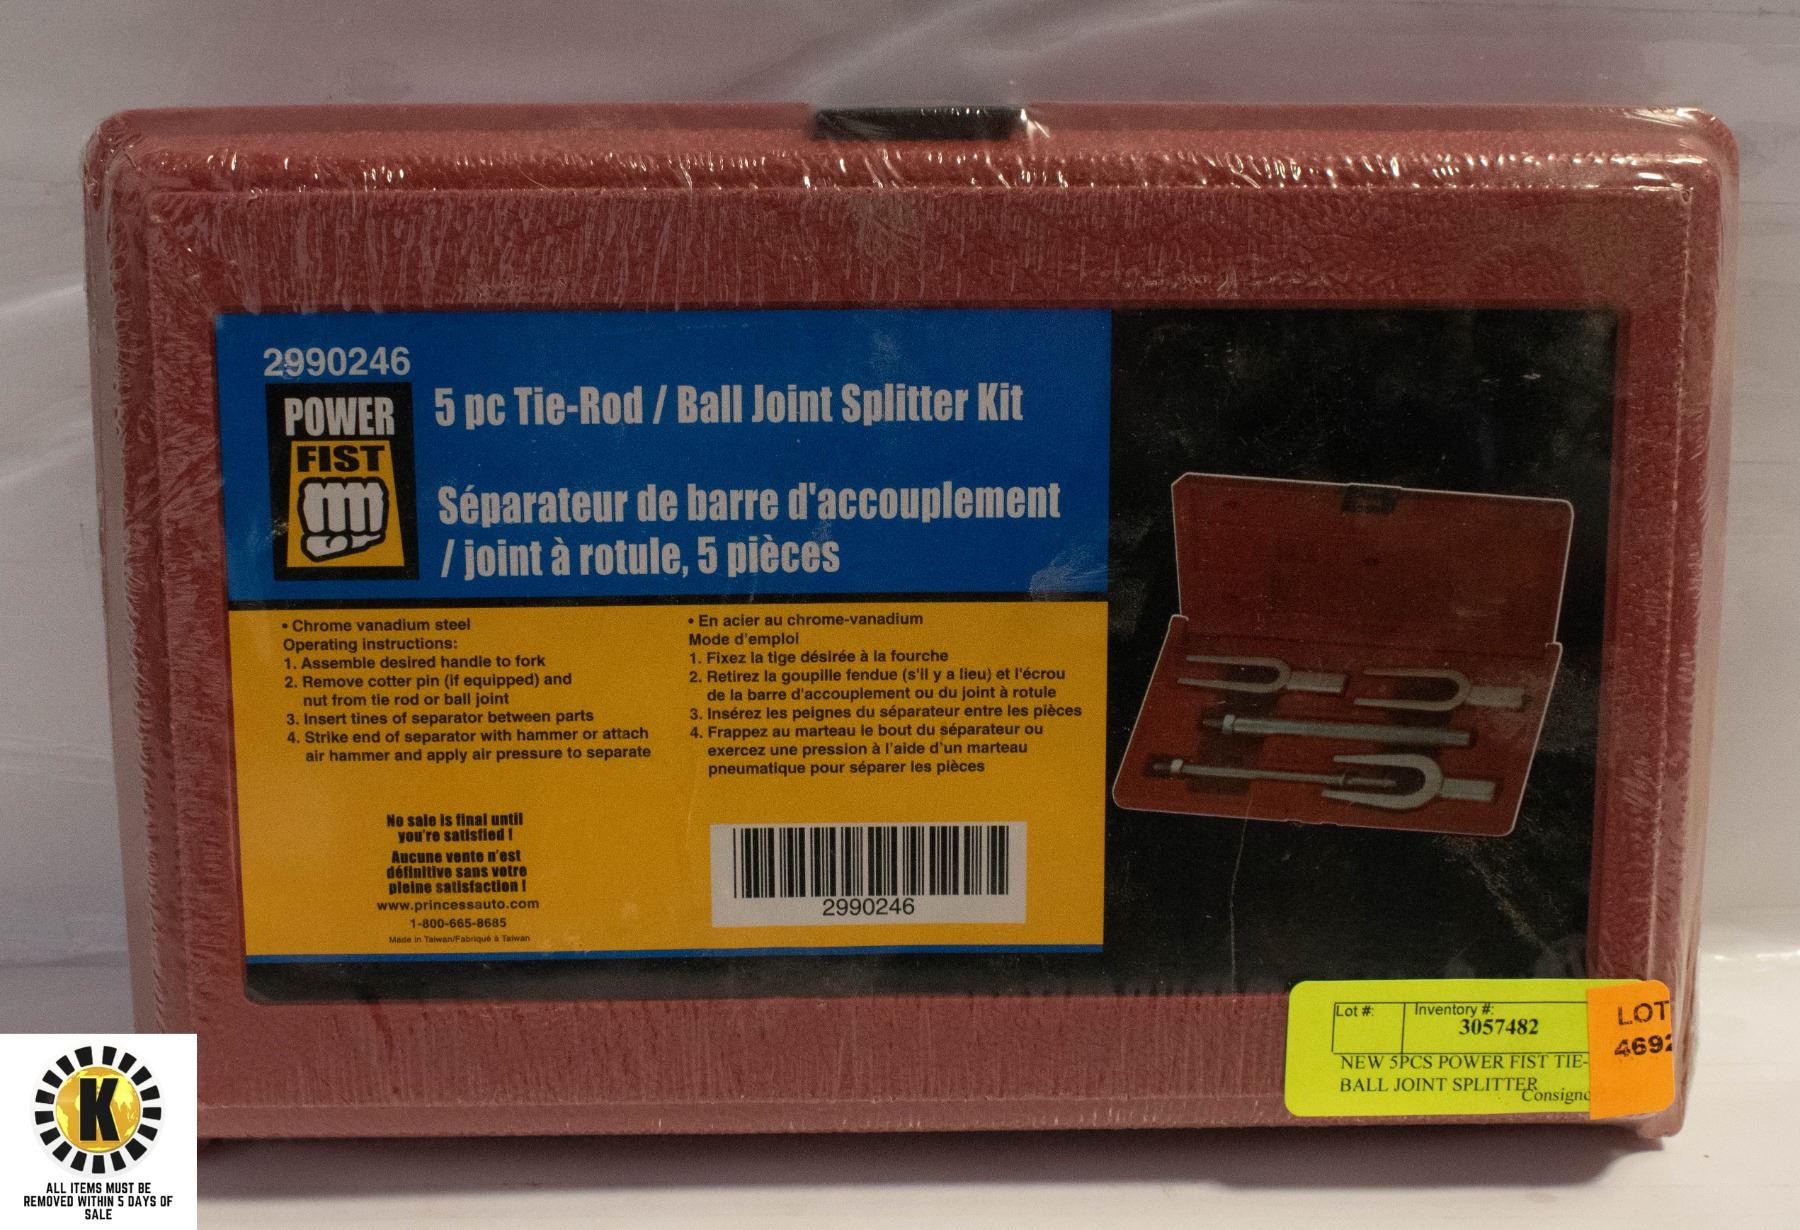 2990246
POWER
FIST
5 pc Tie-Rod / Ball Joint Splitter Kit
Séparateur de barre d'accouplement
/ joint à rotule, 5 pièces
• Chrome vanadium steel
Operating instructions:
1. Assemble desired handle to fork
2. Remove cotter pin (if equipped) and
nut from tie rod or ball joint
3. Insert tines of separator between parts
4. Strike end of separator with hammer or attach
air hammer and apply air pressure to separate
• En acier au chrome-vanadium
Mode d'emploi
1. Fixez la tige désirée à la fourche
2. Retirez la goupille fendue (s'il y a lieu) et l'écrou
de la barre d'accouplement ou du joint à rotule
3. Insérez les peignes du séparateur entre les pièces
4. Frappez au marteau le bout du séparateur ou
exercez une pression à l'aide d'un marteau
pneumatique pour séparer les pièces
No sale is final until
you're satisfied !
Aucune vente n'est
définitive sans votre
pleine satisfaction !
www.princessauto.com
1-800-665-8685
Made in Taiwan/Fabriqué à Taiwan
2990246
Lot #:
Inventory #:
3057482
NEW 5PCS POWER FIST TIE-
BALL JOINT SPLITTER
Consigno
LOT
4692
K
ALL ITEMS MUST BE
REMOVED WITHIN 5 DAYS OF
SALE